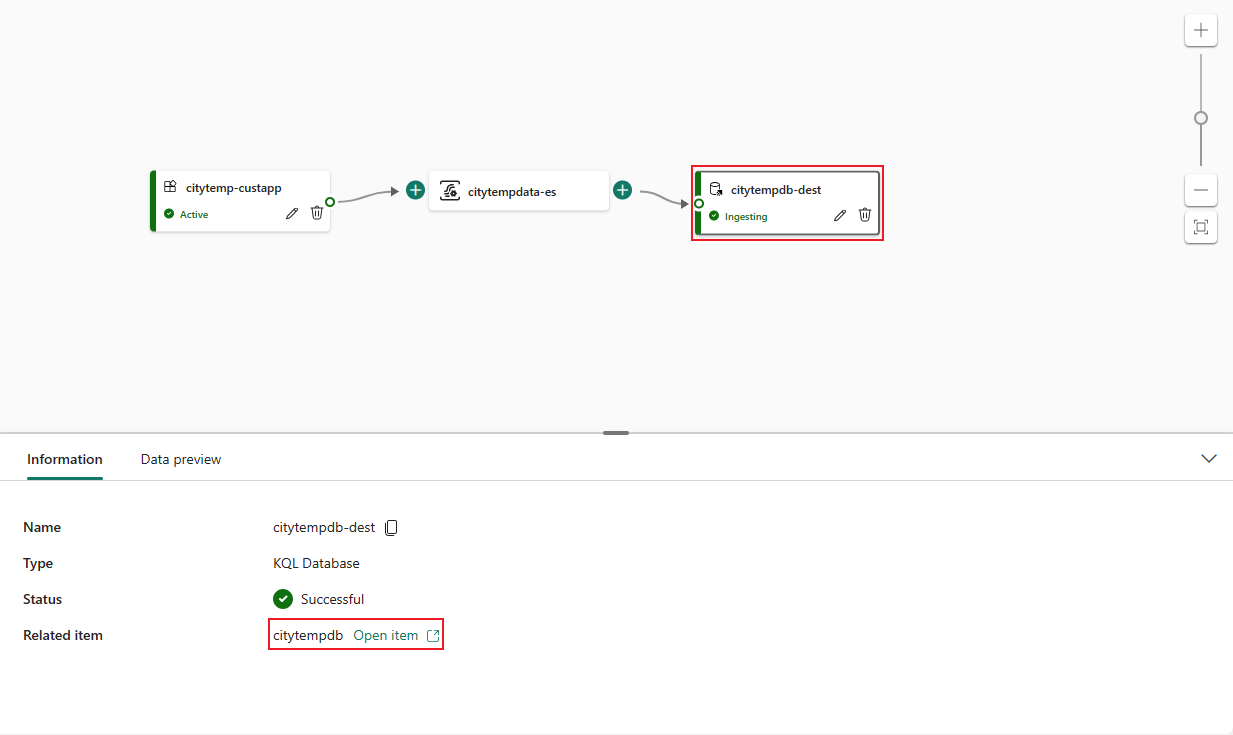 citytemp-custapp
Active
citytempdata-es
citytempdb-dest
Ingesting
Information
Data preview
Name
citytempdb-dest
Type
KQL Database
Status
Successful
Related item
citytempdb Open item